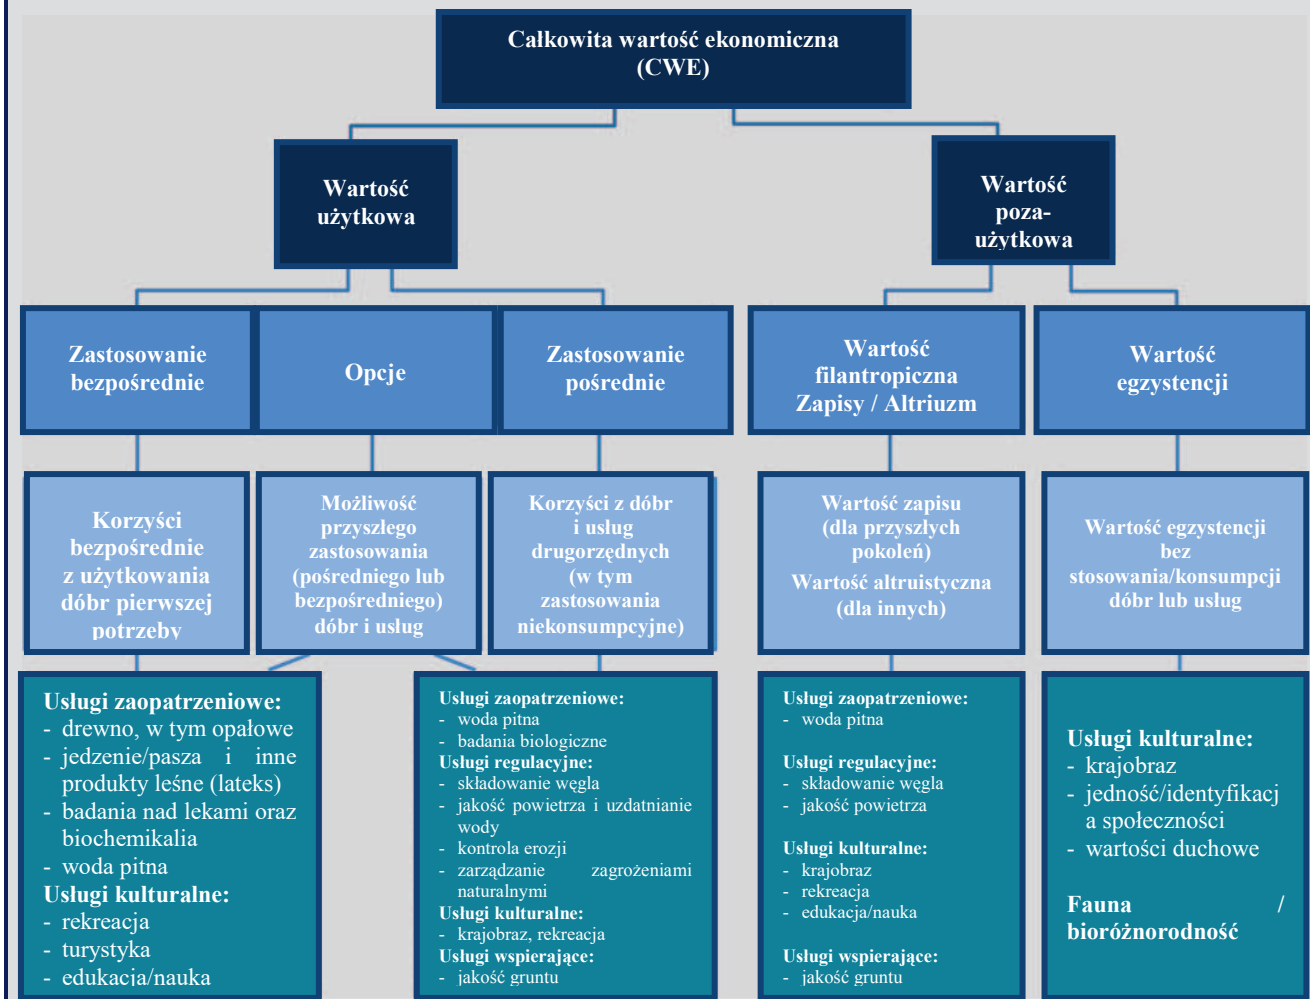 Całkowita wartość ekonomiczna
(CWE)
Wartość
użytkowa
Wartość
poza-
użytkowa
Zastosowanie
bezpośrednie
Opcje
Zastosowanie
pośrednie
Wartość
filantropiczna
Zapisy / Altriuzm
Wartość
egzystencji
Korzyści
bezpośrednie
z użytkowania
dóbr pierwszej
potrzeby
Możliwość
przyszłego
zastosowania
(pośredniego lub
bezpośredniego)
dóbr i usług
Korzyści z dóbr
i usług
drugorzędnych
(w tym
zastosowania
niekonsumpcyjne)
Wartość zapisu
(dla przyszłych
pokoleń)
Wartość altruistyczna
(dla innych)
Wartość egzystencji
bez
stosowania/konsumpcji
dóbr lub usług
Usługi zaopatrzeniowe:
- drewno, w tym opałowe
- jedzenie/pasza i inne
produkty leśne (lateks)
- badania nad lekami oraz
biochemikalia
- woda pitna
Usługi kulturalne:
- rekreacja
- turystyka
- edukacja/nauka
Usługi zaopatrzeniowe:
- woda pitna
- badania biologiczne
Usługi regulacyjne:
- składowanie węgla
- jakość powietrza i uzdatnianie
wody
- kontrola erozji
- zarządzanie zagrożeniami
naturalnymi
Usługi kulturalne:
- krajobraz, rekreacja
Usługi wspierające:
- jakość gruntu
Usługi zaopatrzeniowe:
- woda pitna
Usługi regulacyjne:
- składowanie węgla
- jakość powietrza
Usługi kulturalne:
- krajobraz
- rekreacja
- edukacja/nauka
Usługi wspierające:
- jakość gruntu
Usługi kulturalne:
- krajobraz
- jedność/identyfikacj
a społeczności
- wartości duchowe
Fauna /
bioróżnorodność